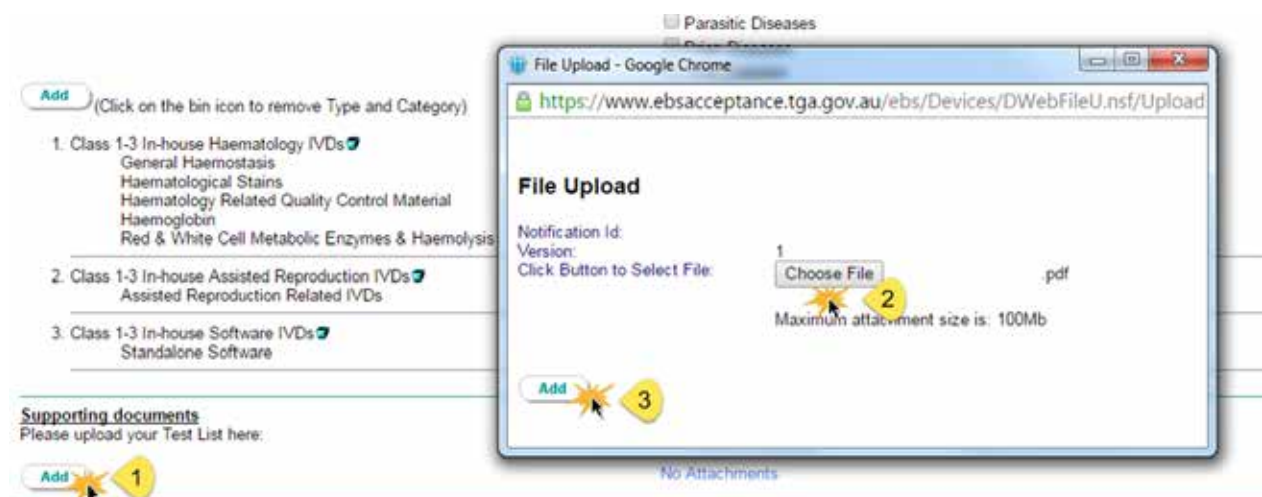 Parasitic Diseases
Add (Click on the bin icon to remove Type and Category)
1. Class 1-3 In-house Haematology IVDs
General Haemostasis
Haematological Stains
Haematology Related Quality Control Material
Haemoglobin
Red & White Cell Metabolic Enzymes & Haemolysis
2. Class 1-3 In-house Assisted Reproduction IVDs
Assisted Reproduction Related IVDs
3. Class 1-3 In-house Software IVDs
Standalone Software
Supporting documents
Please upload your Test List here:
Add 1
No Attachments
File Upload - Google Chrome
https://www.ebsacceptance.tga.gov.au/ebs/Devices/DWebFileU.nsf/Upload
File Upload
Notification Id:
Version: 1
Click Button to Select File: Choose File .pdf
2
Maximum attachment size is: 100Mb
Add 3